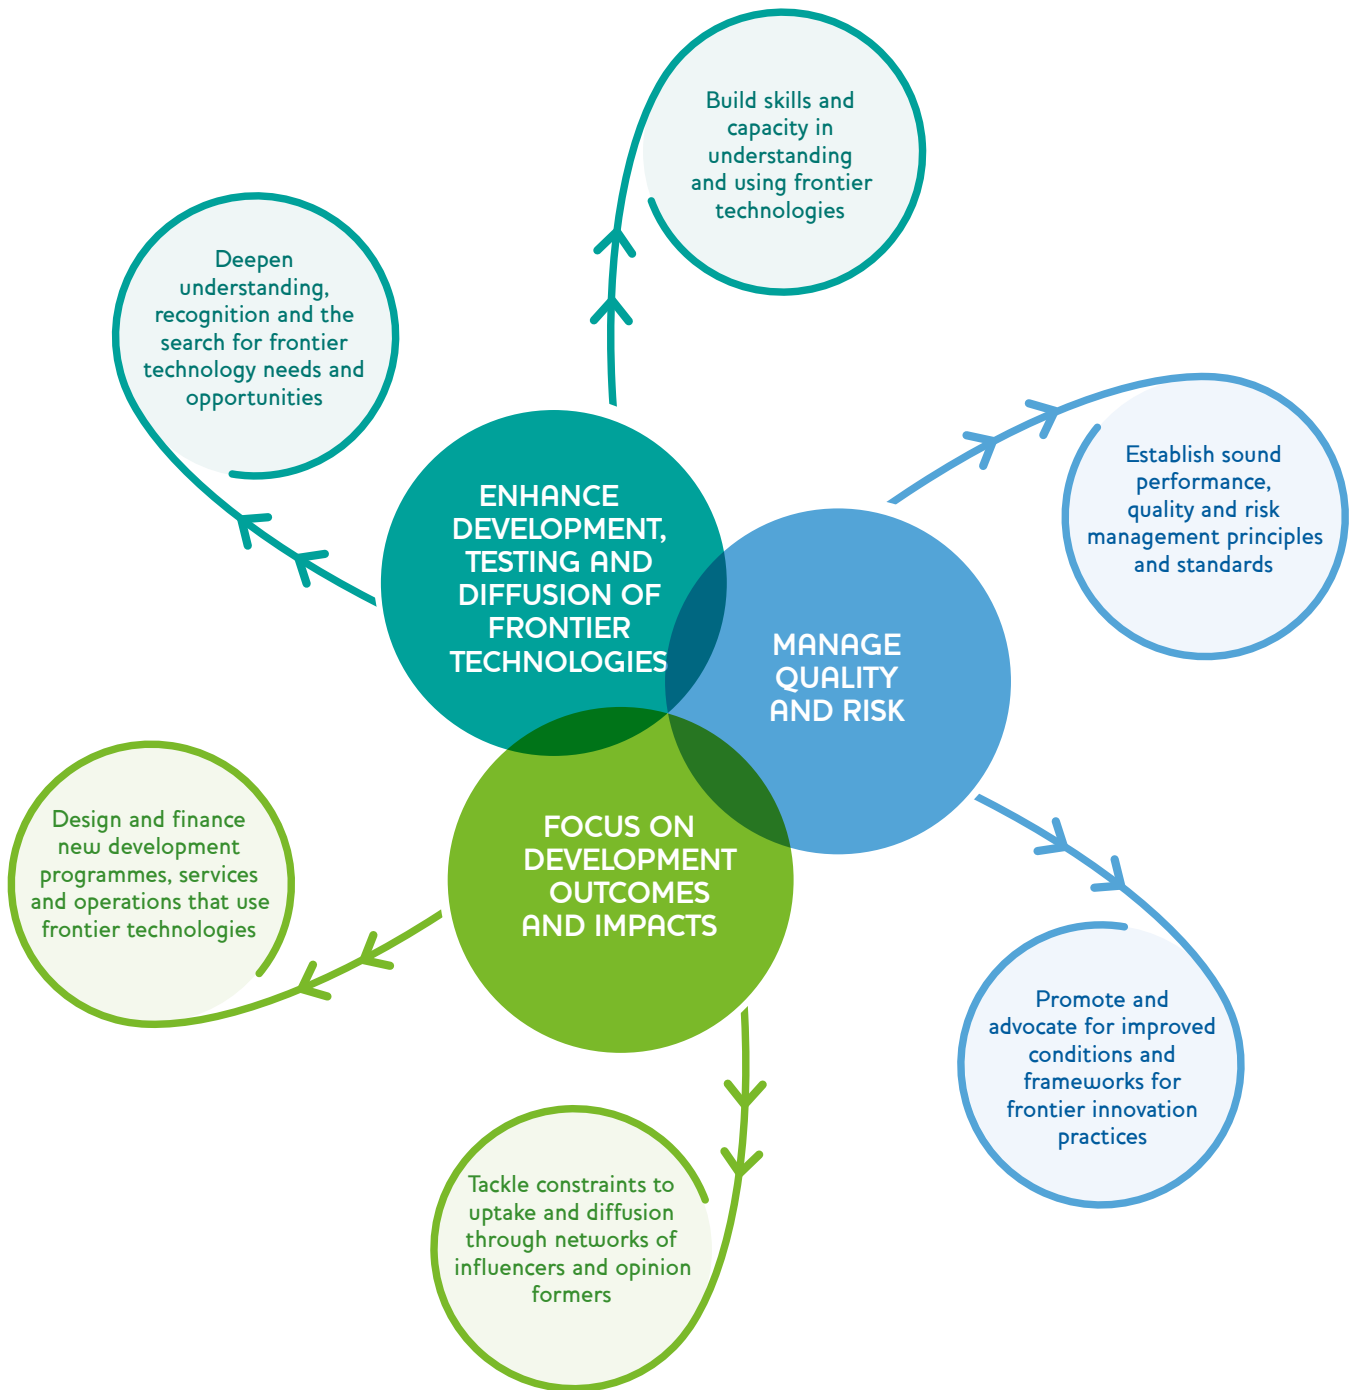 Build skills and
capacity in
understanding
and using frontier
technologies
Deepen
understanding,
recognition and the
search for frontier
technology needs and
opportunities
Establish sound
performance,
quality and risk
management principles
and standards
ENHANCE
DEVELOPMENT,
TESTING AND
DIFFUSION OF
FRONTIER
TECHNOLOGIES
MANAGE
QUALITY
AND RISK
FOCUS ON
DEVELOPMENT
OUTCOMES
AND IMPACTS
Design and finance
new development
programmes, services
and operations that use
frontier technologies
Promote and
advocate for improved
conditions and
frameworks for
frontier innovation
practices
Tackle constraints to
uptake and diffusion
through networks of
influencers and opinion
formers